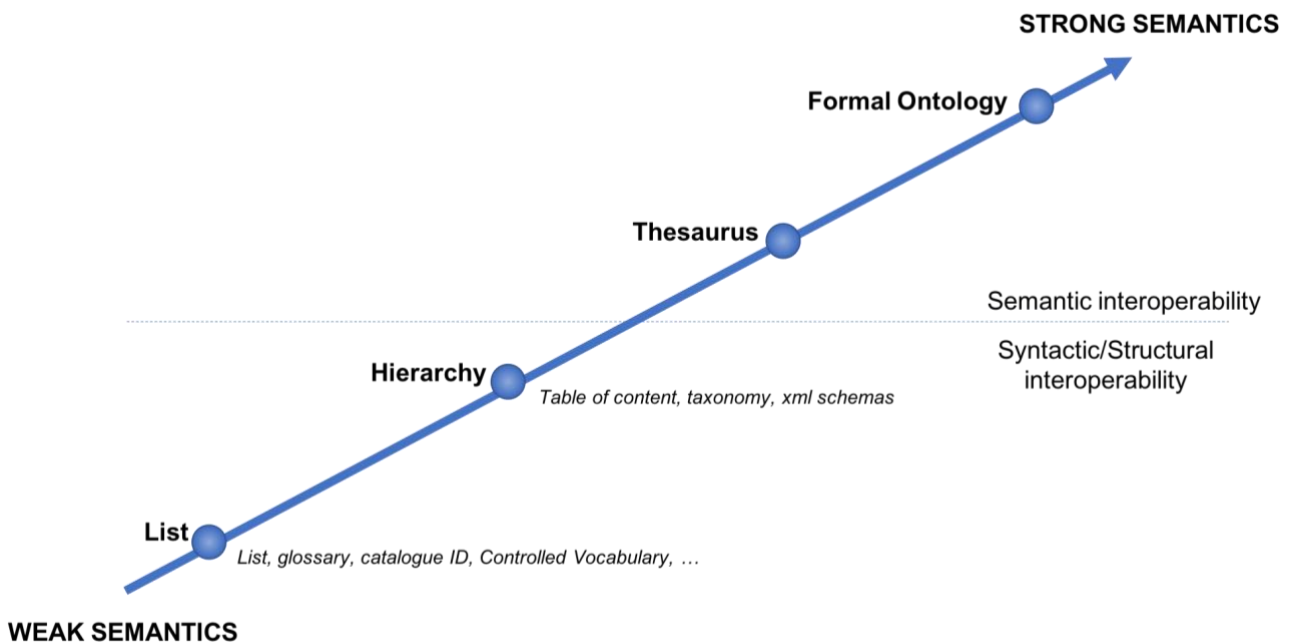 STRONG SEMANTICS
Formal Ontology
Thesaurus
Semantic interoperability
Syntactic/Structural
interoperability
Hierarchy
Table of content, taxonomy, xml schemas
List
List, glossary, catalogue ID, Controlled Vocabulary, …
WEAK SEMANTICS